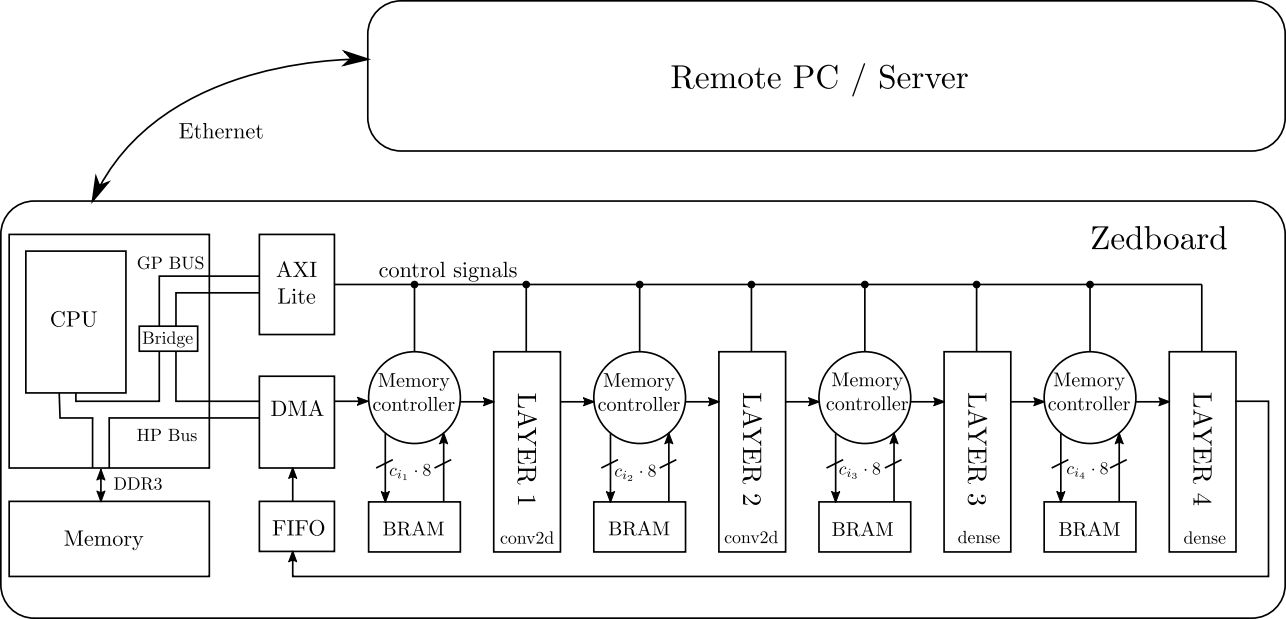 Remote PC / Server
Ethernet
Zedboard
GP BUS
CPU
Bridge
HP Bus
DDR3
Memory
AXI
Lite
control signals
DMA
FIFO
Memory
controller
c_{i_1} · 8
BRAM
LAYER 1
conv2d
Memory
controller
c_{i_2} · 8
BRAM
LAYER 2
conv2d
Memory
controller
c_{i_3} · 8
BRAM
LAYER 3
dense
Memory
controller
c_{i_4} · 8
BRAM
LAYER 4
dense